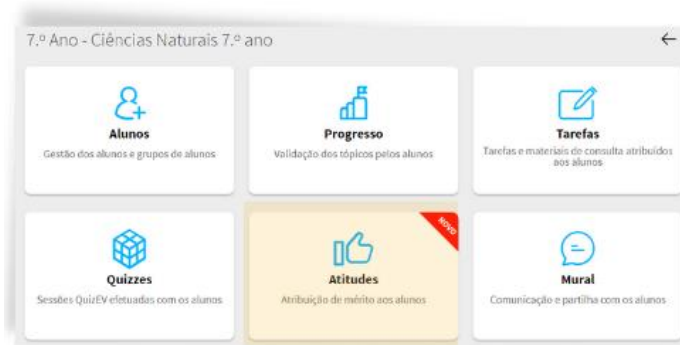 7.º Ano - Ciências Naturais 7.º ano
Alunos
Gestão dos alunos e grupos de alunos
Progresso
Validação dos tópicos pelos alunos
Tarefas
Tarefas e materiais de consulta atribuídos
aos alunos
Quizzes
Sessões QuizEV efetuadas com os alunos
NOVO
Atitudes
Atribuição de mérito aos alunos
Mural
Comunicação e partilha com os alunos